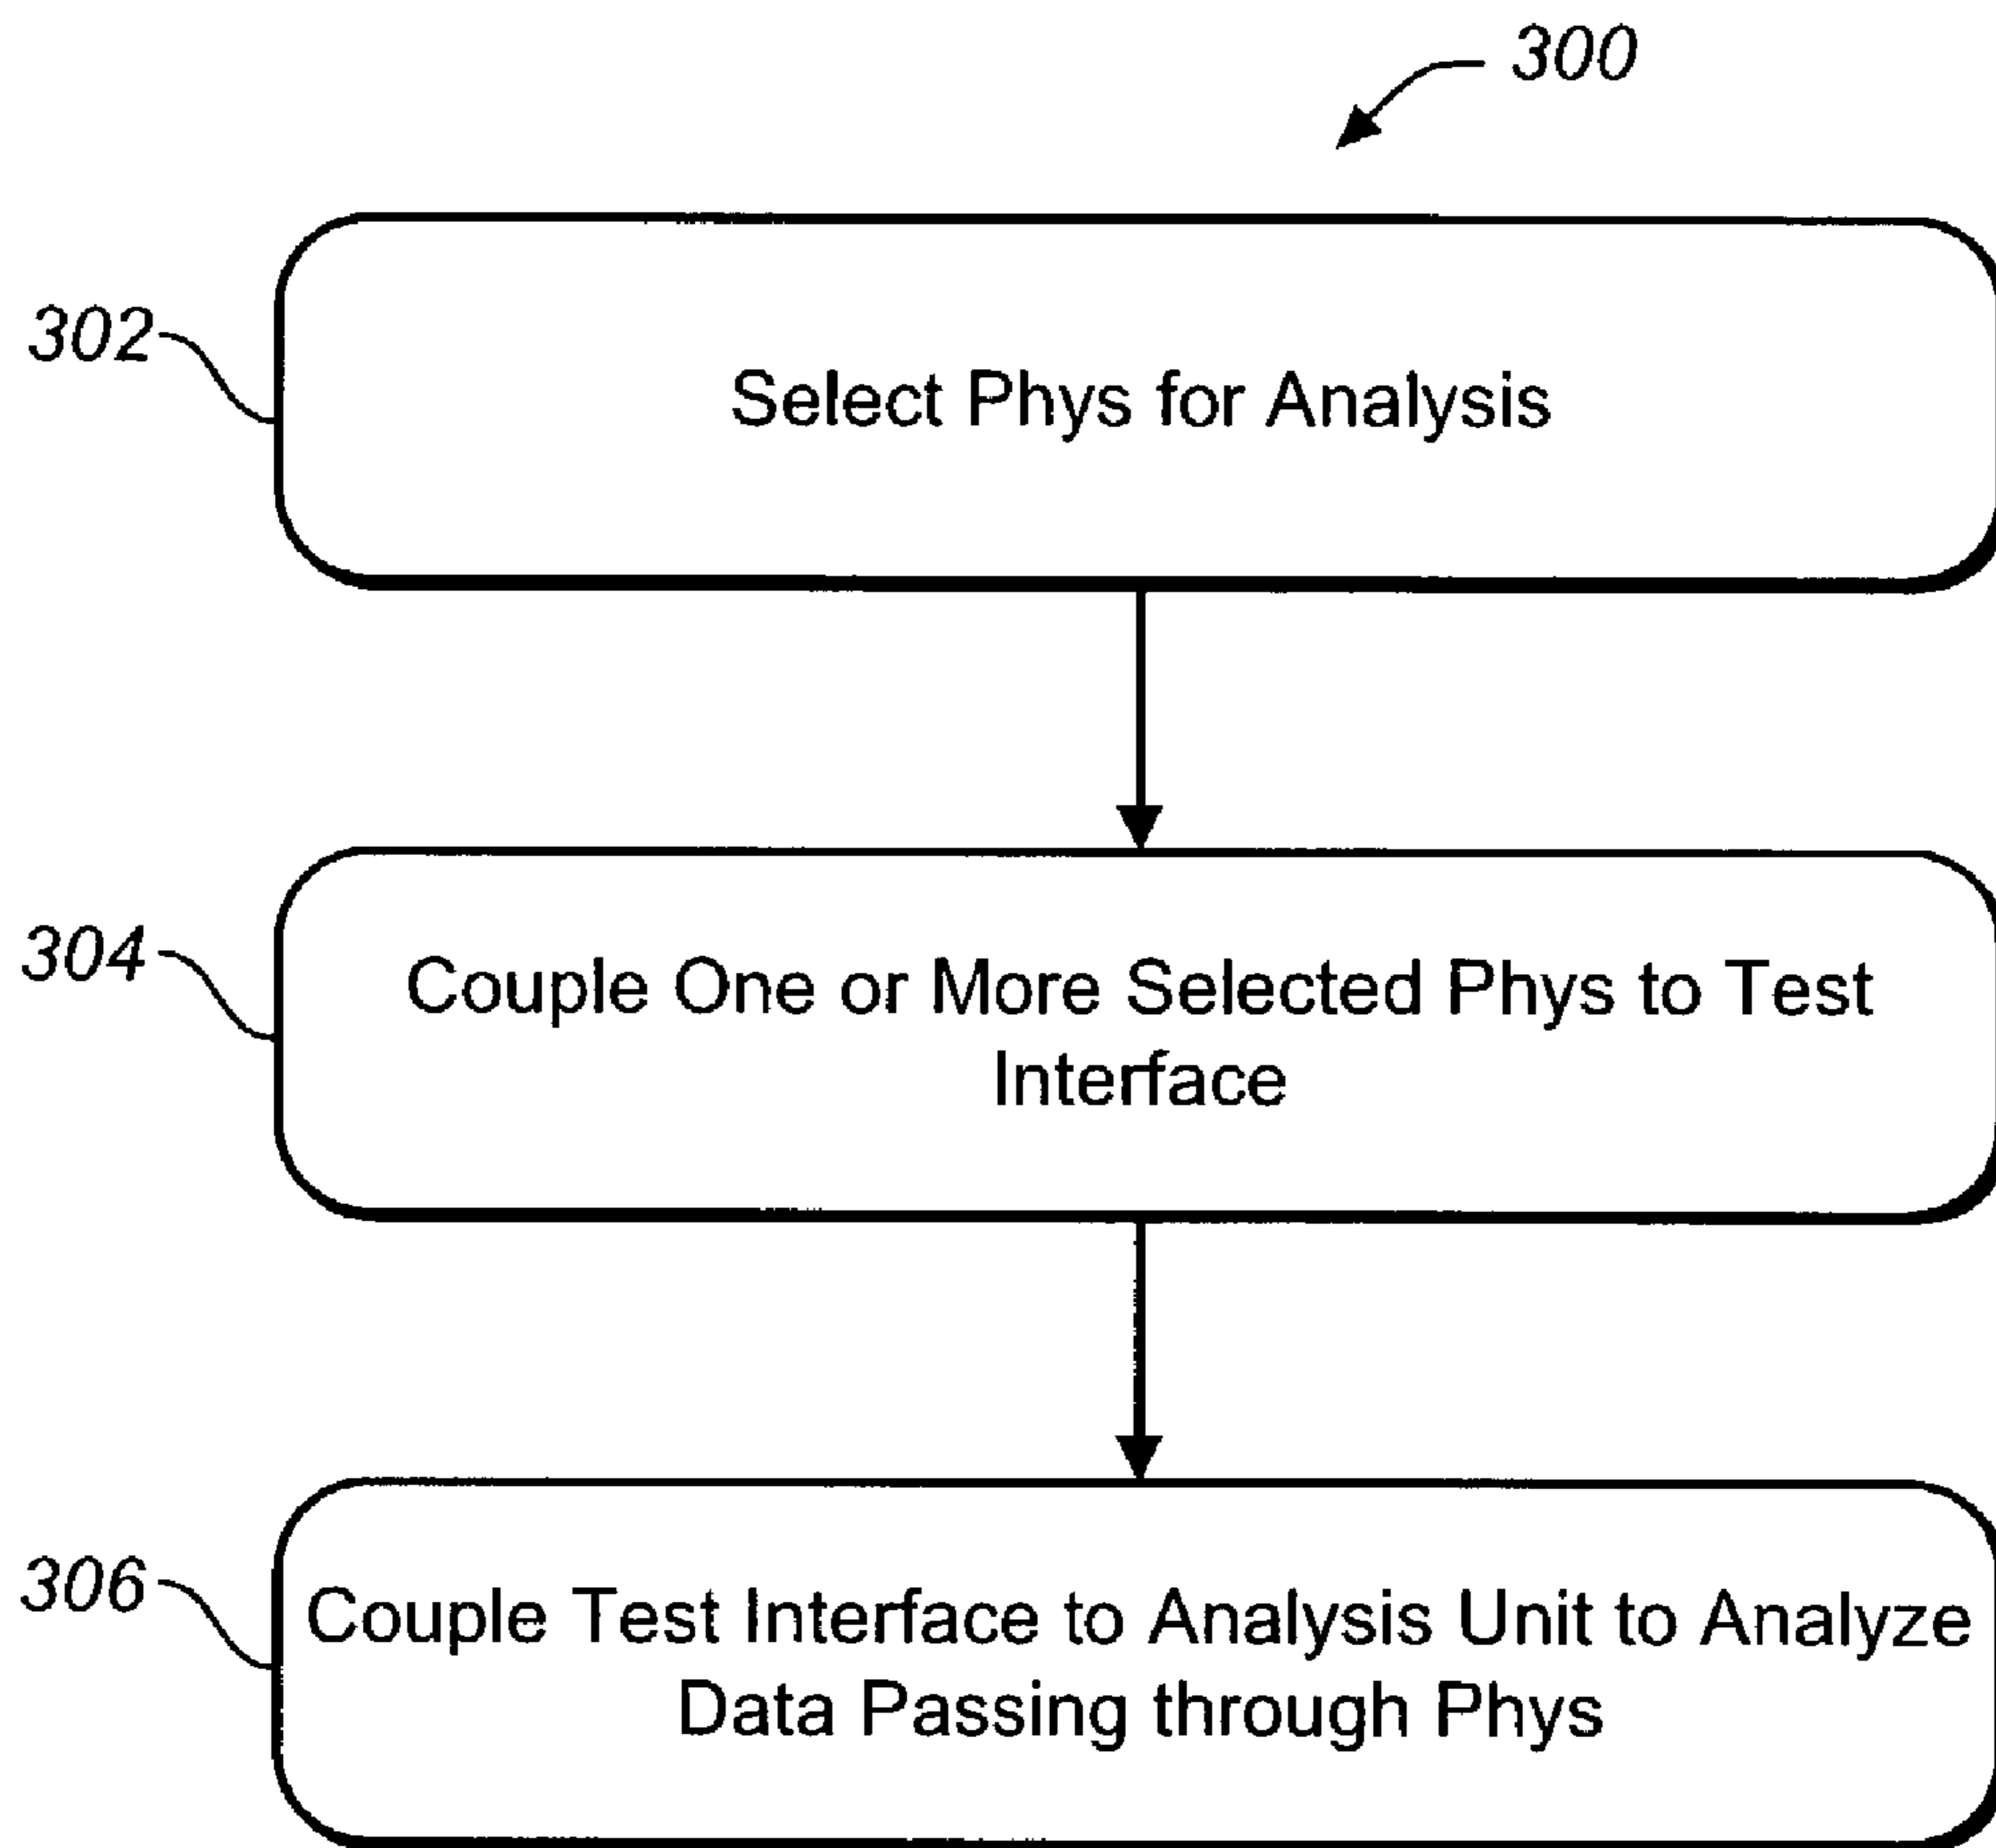 300
302
Select Phys for Analysis
304
Couple One or More Selected Phys to Test
Interface
306
Couple Test Interface to Analysis Unit to Analyze
Data Passing through Phys